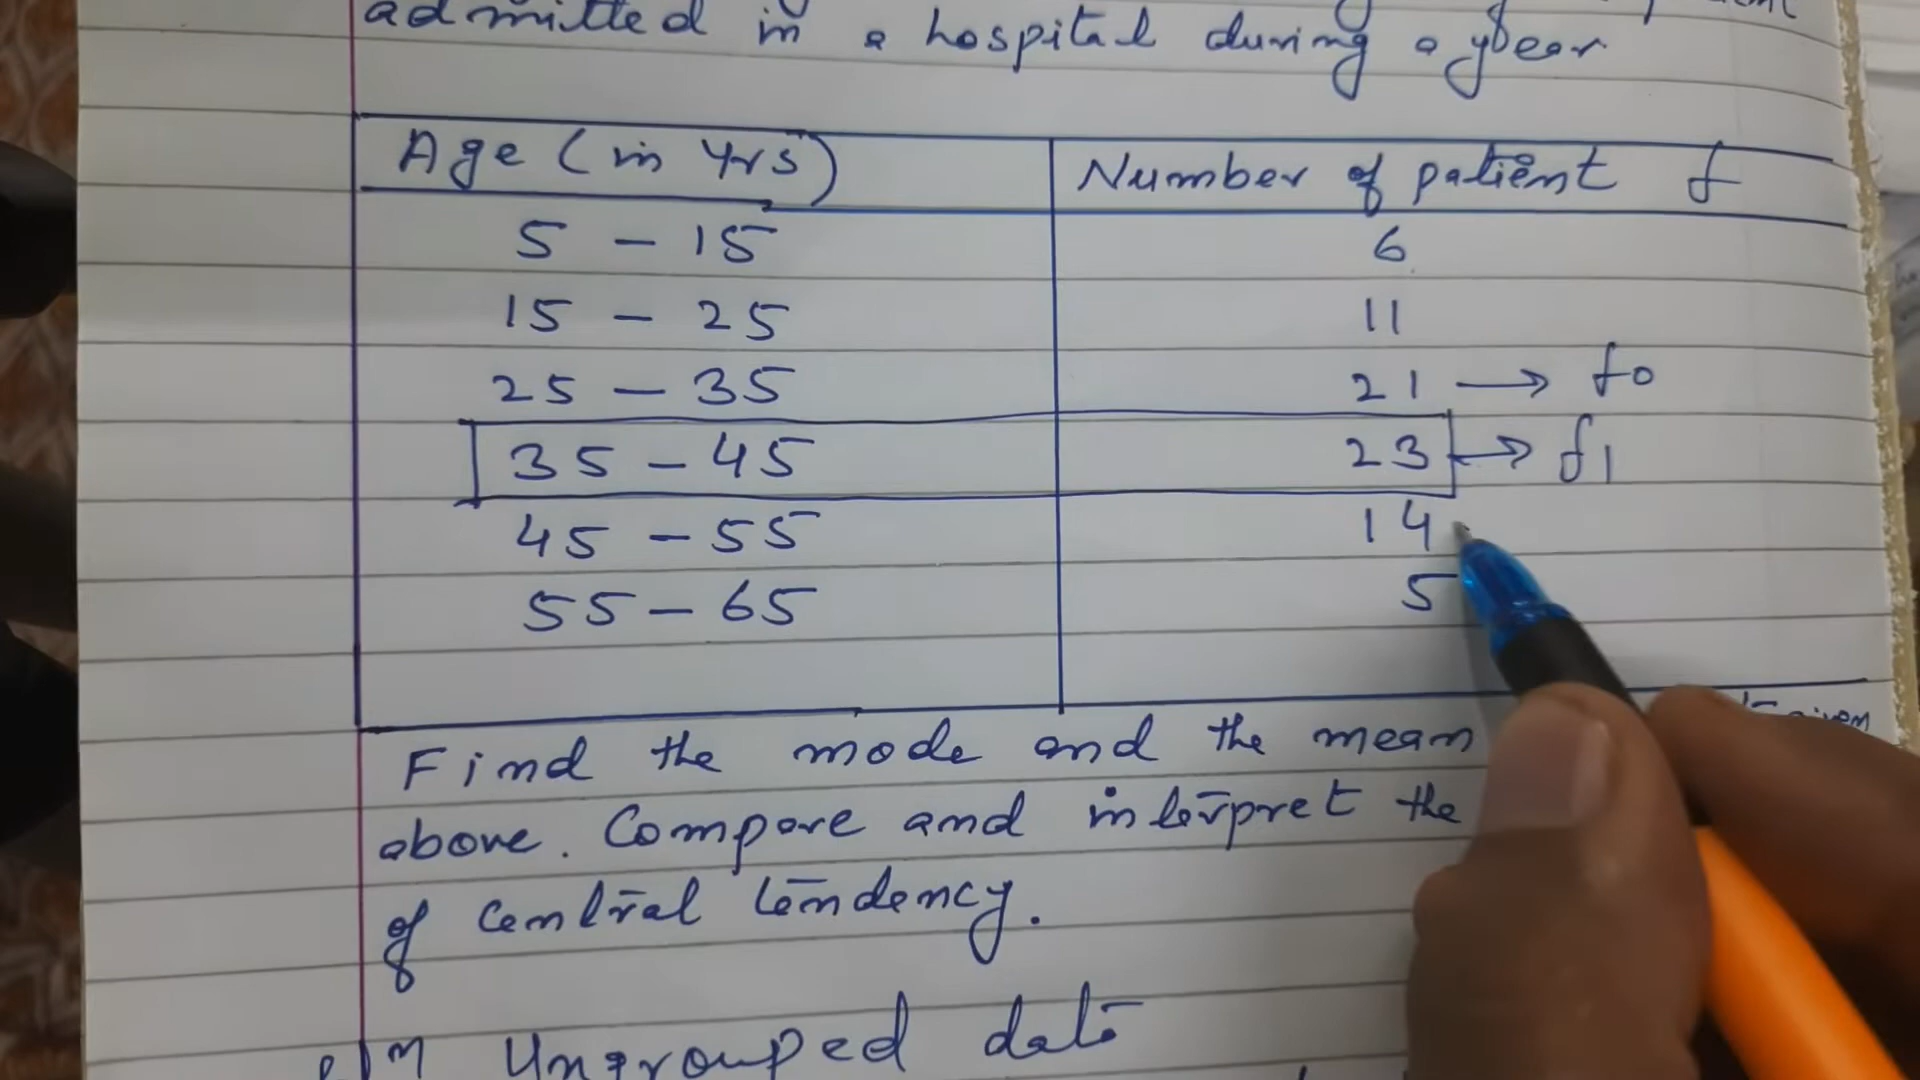 admitted in a hospital during a year
Age (in Yrs) Number of patient f
5 - 15 6
15 - 25 11
25 - 35 21 → f0
35 - 45 23 → f1
45 - 55 14
55 - 65 5
Find the mode and the mean given
above. Compare and interpret the
of central tendency.
Ungrouped data